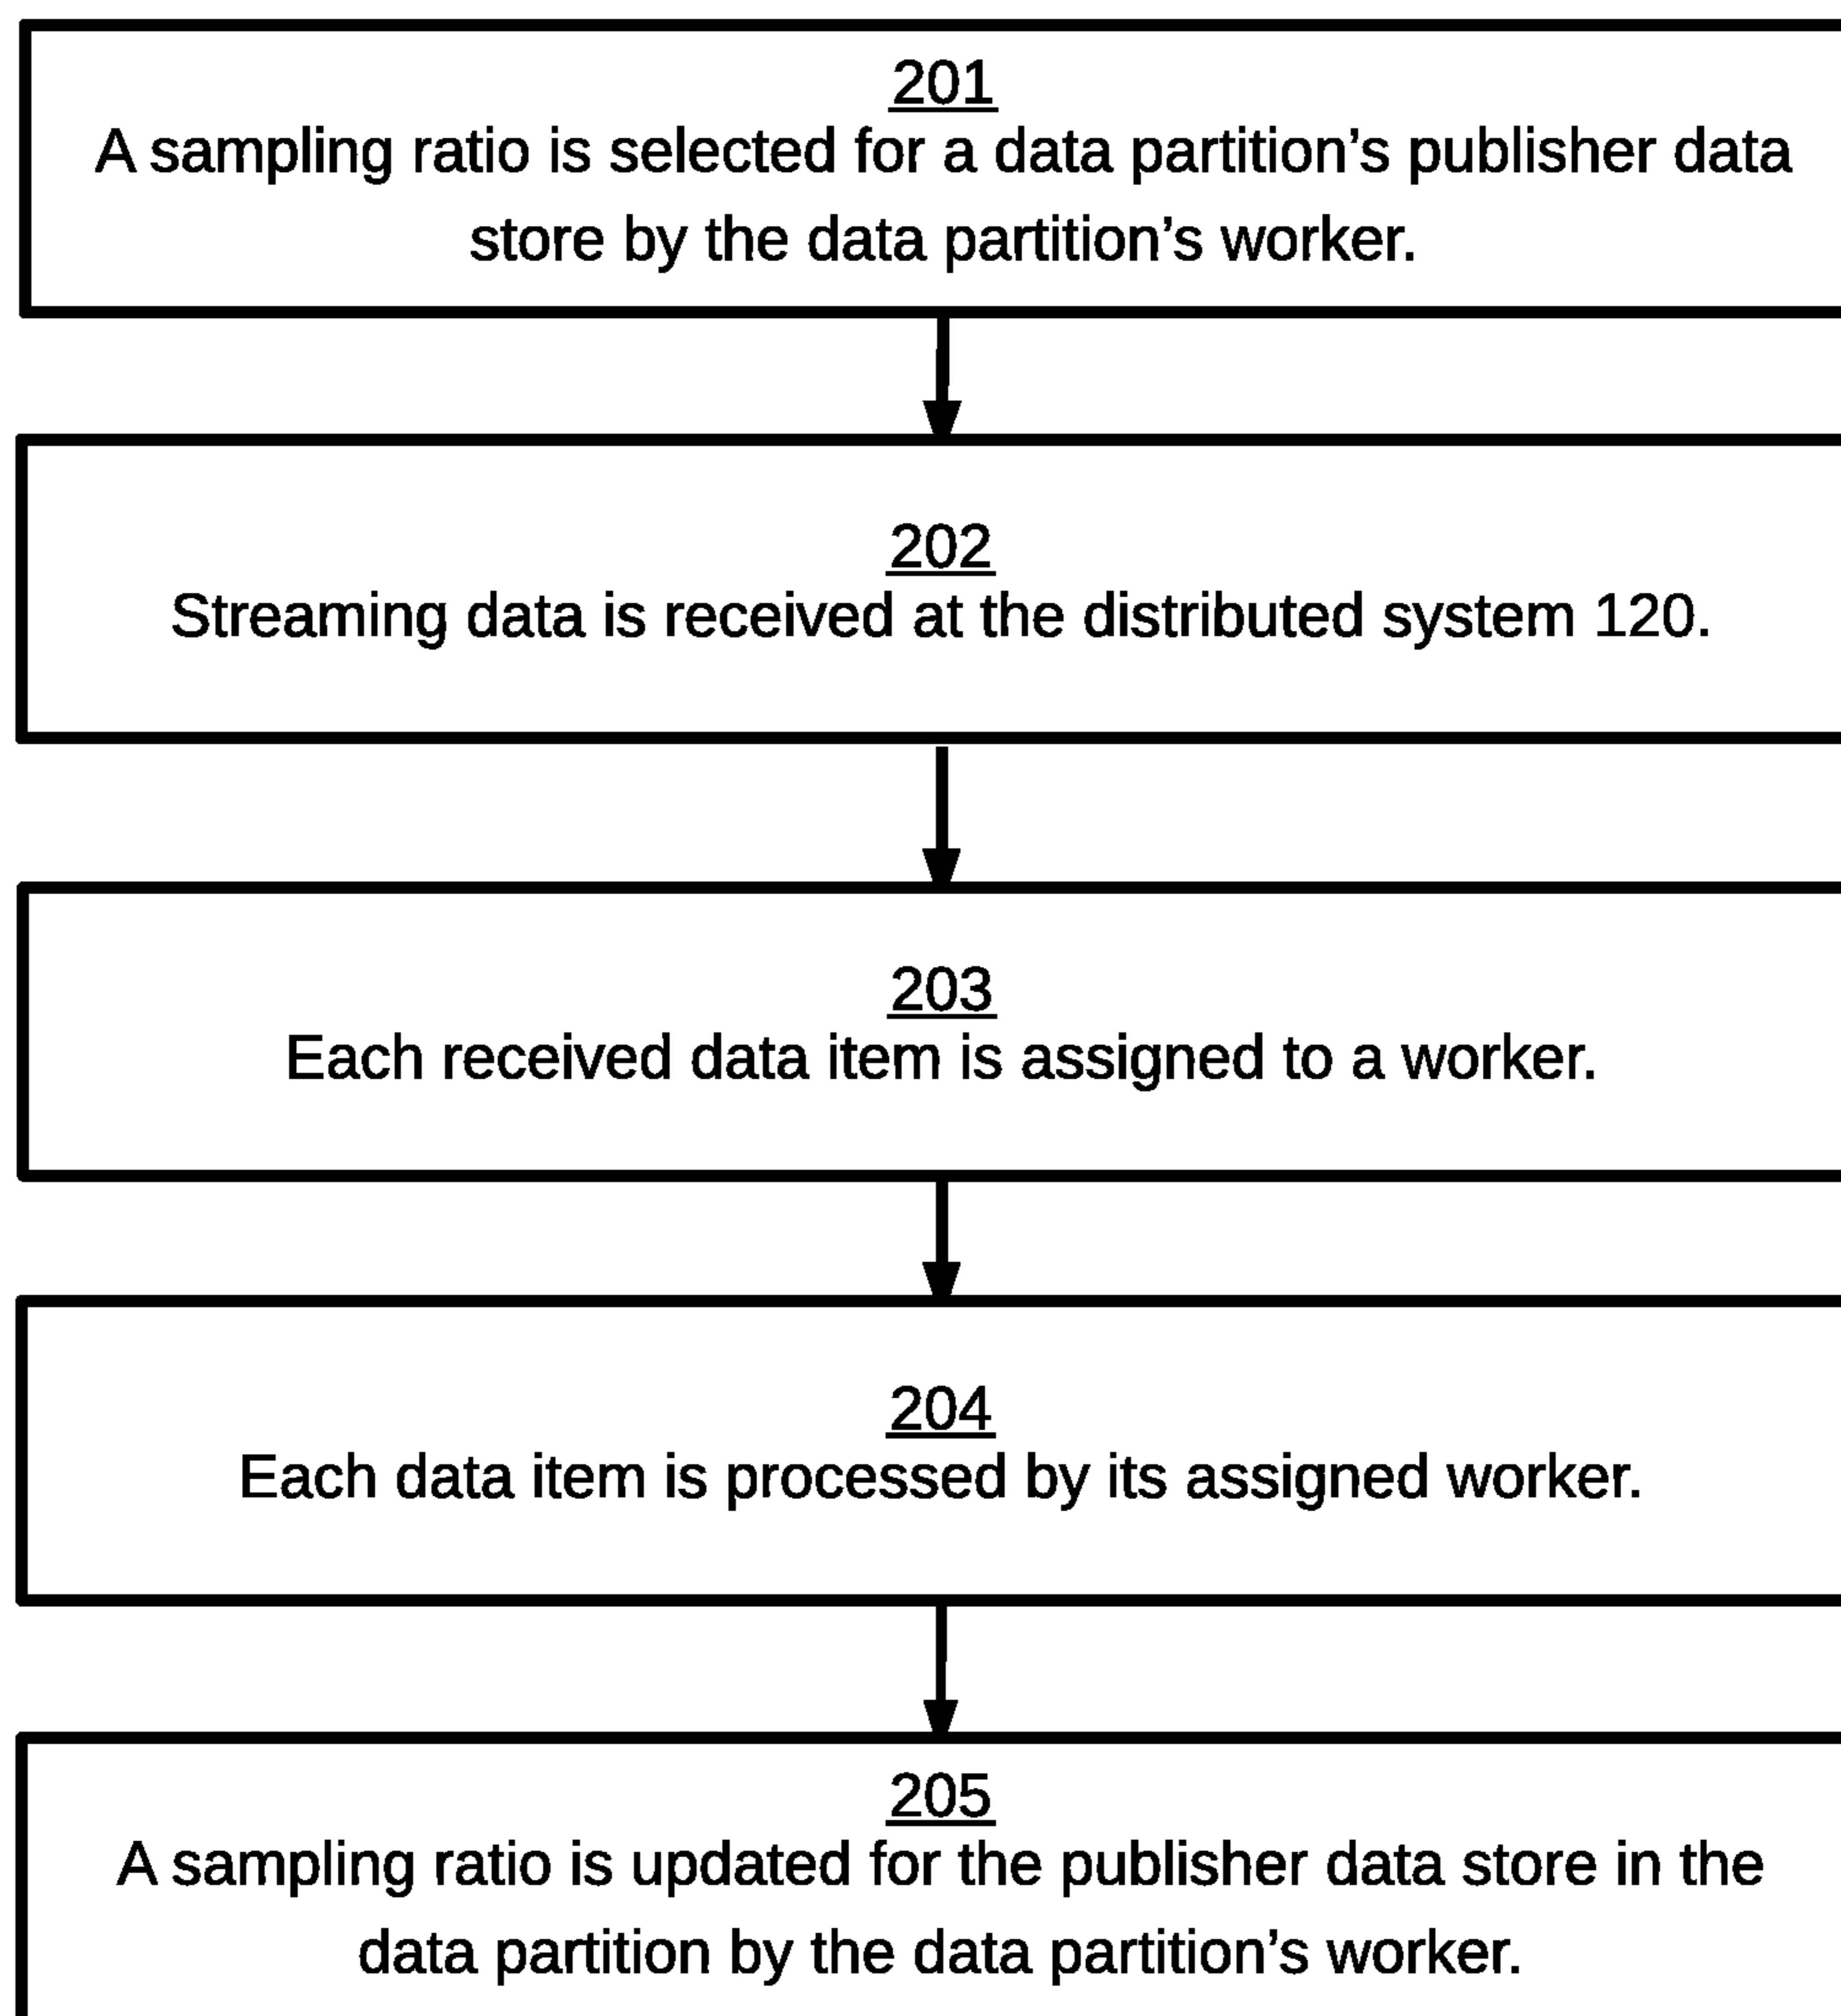 201
A sampling ratio is selected for a data partition’s publisher data
store by the data partition’s worker.
202
Streaming data is received at the distributed system 120.
203
Each received data item is assigned to a worker.
204
Each data item is processed by its assigned worker.
205
A sampling ratio is updated for the publisher data store in the
data partition by the data partition’s worker.